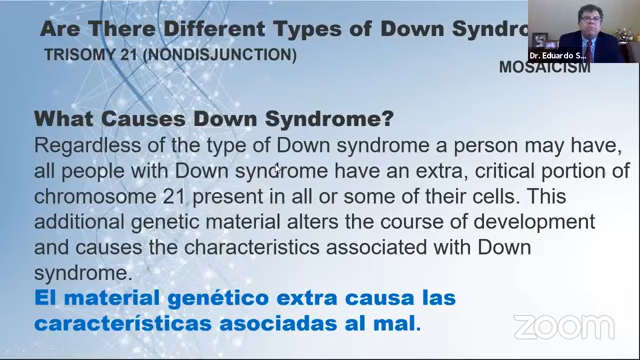 Are There Different Types of Down Syndro
TRISOMY 21 (NONDISJUNCTION)
MOSAICISM
Dr. Eduardo S...
What Causes Down Syndrome?
Regardless of the type of Down syndrome a person may have,
all people with Down syndrome have an extra, critical portion of
chromosome 21 present in all or some of their cells. This
additional genetic material alters the course of development
and causes the characteristics associated with Down
syndrome.
El material genético extra causa las
características asociadas al mal.
zoom